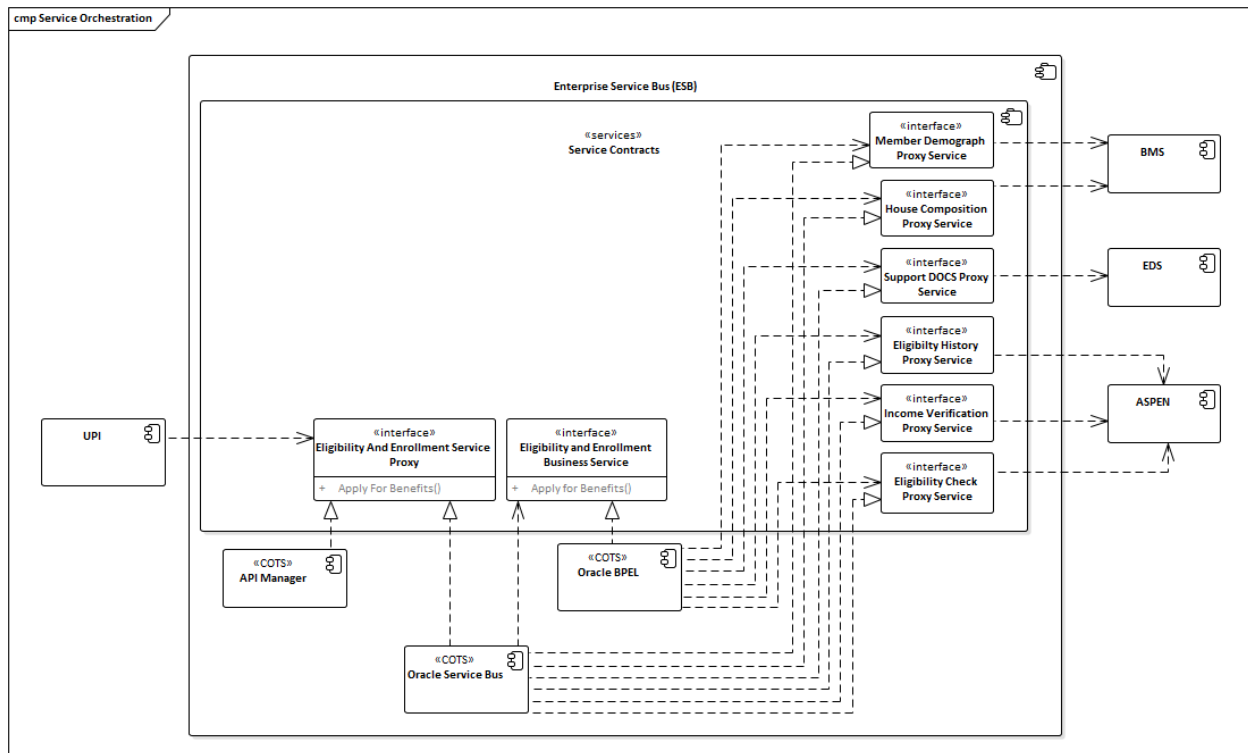 cmp Service Orchestration
Enterprise Service Bus (ESB)
«services»
Service Contracts
«interface»
Member Demograph
Proxy Service
«interface»
House Composition
Proxy Service
«interface»
Support DOCS Proxy
Service
«interface»
Eligibilty History
Proxy Service
«interface»
Income Verification
Proxy Service
«interface»
Eligibility Check
Proxy Service
BMS
EDS
ASPEN
UPI
«interface»
Eligibility And Enrollment Service
Proxy
+ Apply For Benefits()
«interface»
Eligibility and Enrollment
Business Service
+ Apply for Benefits()
«COTS»
API Manager
«COTS»
Oracle BPEL
«COTS»
Oracle Service Bus